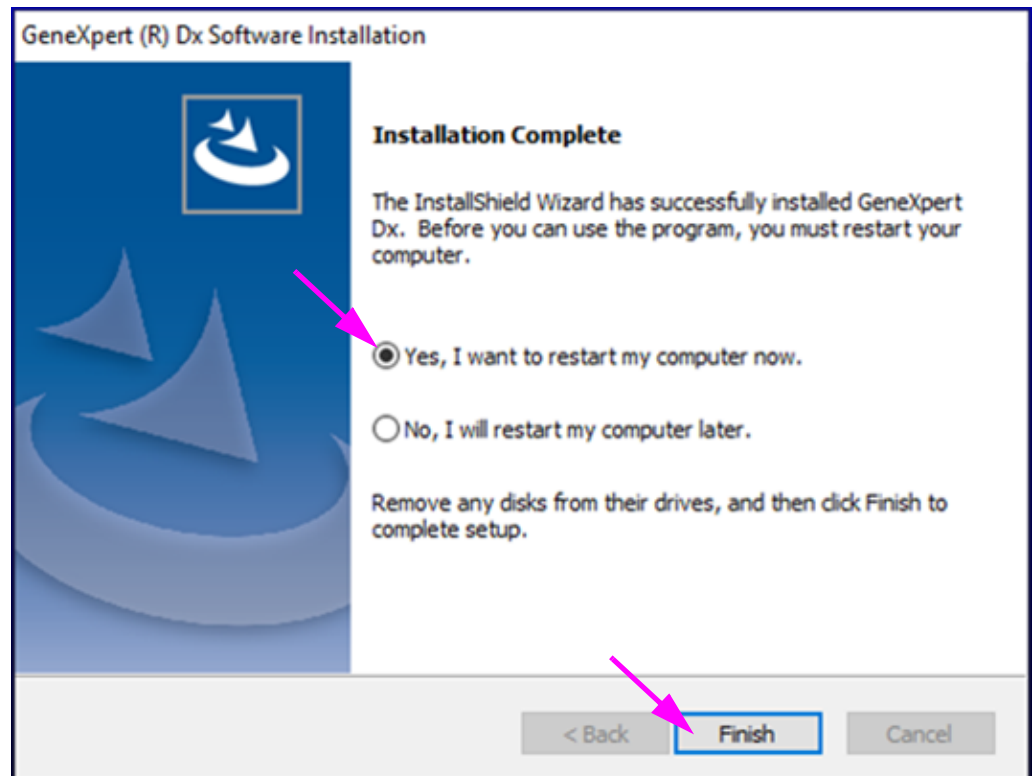 GeneXpert (R) Dx Software Installation
Installation Complete
The InstallShield Wizard has successfully installed GeneXpert
Dx.  Before you can use the program, you must restart your
computer.
Yes, I want to restart my computer now.
No, I will restart my computer later.
Remove any disks from their drives, and then click Finish to
complete setup.
< Back Finish Cancel